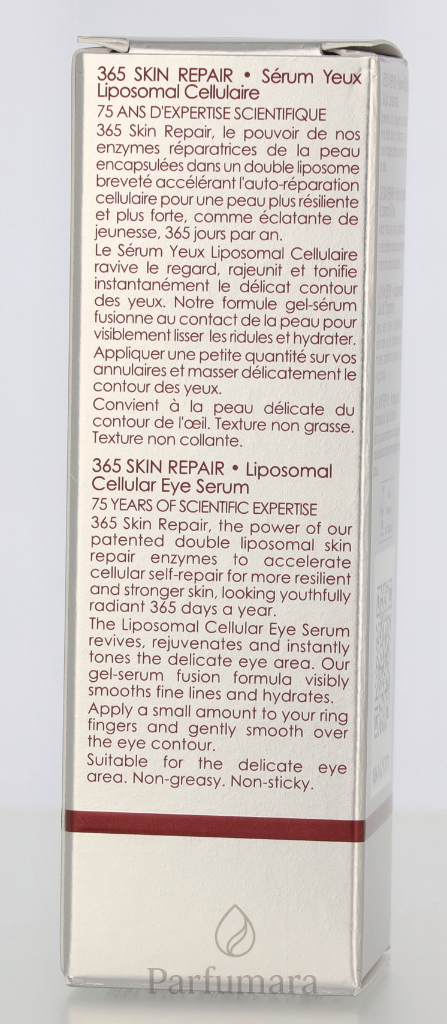 365 SKIN REPAIR • Sérum Yeux
Liposomal Cellulaire
75 ANS D'EXPERTISE SCIENTIFIQUE
365 Skin Repair, le pouvoir de nos
enzymes réparatrices de la peau
encapsulées dans un double liposome
breveté accélérant l'auto-réparation
cellulaire pour une peau plus résiliente
et plus forte, comme éclatante de
jeunesse, 365 jours par an.
Le Sérum Yeux Liposomal Cellulaire
ravive le regard, rajeunit et tonifie
instantanément le délicat contour
des yeux. Notre formule gel-sérum
fusionne au contact de la peau pour
visiblement lisser les ridules et hydrater.
Appliquer une petite quantité sur vos
annulaires et masser délicatement le
contour des yeux.
Convient à la peau délicate du
contour de l'œil. Texture non grasse.
Texture non collante.
365 SKIN REPAIR • Liposomal
Cellular Eye Serum
75 YEARS OF SCIENTIFIC EXPERTISE
365 Skin Repair, the power of our
patented double liposomal skin
repair enzymes to accelerate
cellular self-repair for more resilient
and stronger skin, looking youthfully
radiant 365 days a year.
The Liposomal Cellular Eye Serum
revives, rejuvenates and instantly
tones the delicate eye area. Our
gel-serum fusion formula visibly
smooths fine lines and hydrates.
Apply a small amount to your ring
fingers and gently smooth over
the eye contour.
Suitable for the delicate eye
area. Non-greasy. Non-sticky.
Parfumara